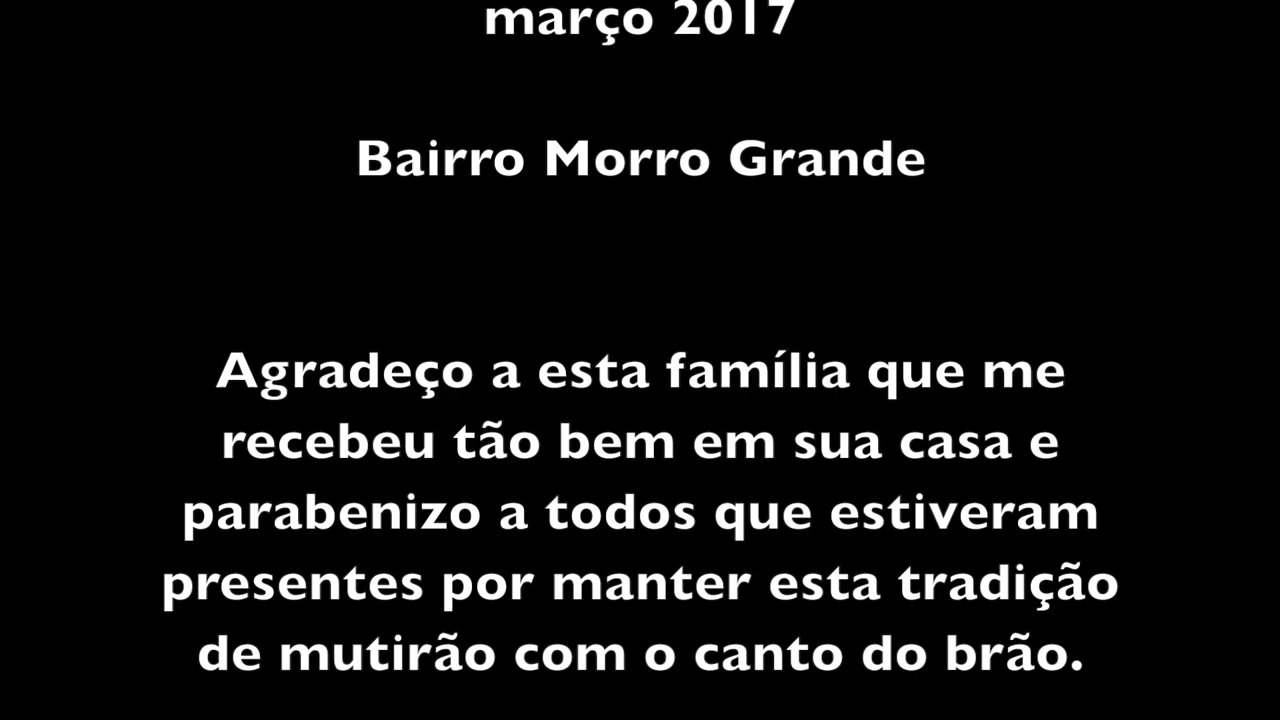 março 2017
Bairro Morro Grande
Agradeço a esta família que me
recebeu tão bem em sua casa e
parabenizo a todos que estiveram
presentes por manter esta tradição
de mutirão com o canto do brão.